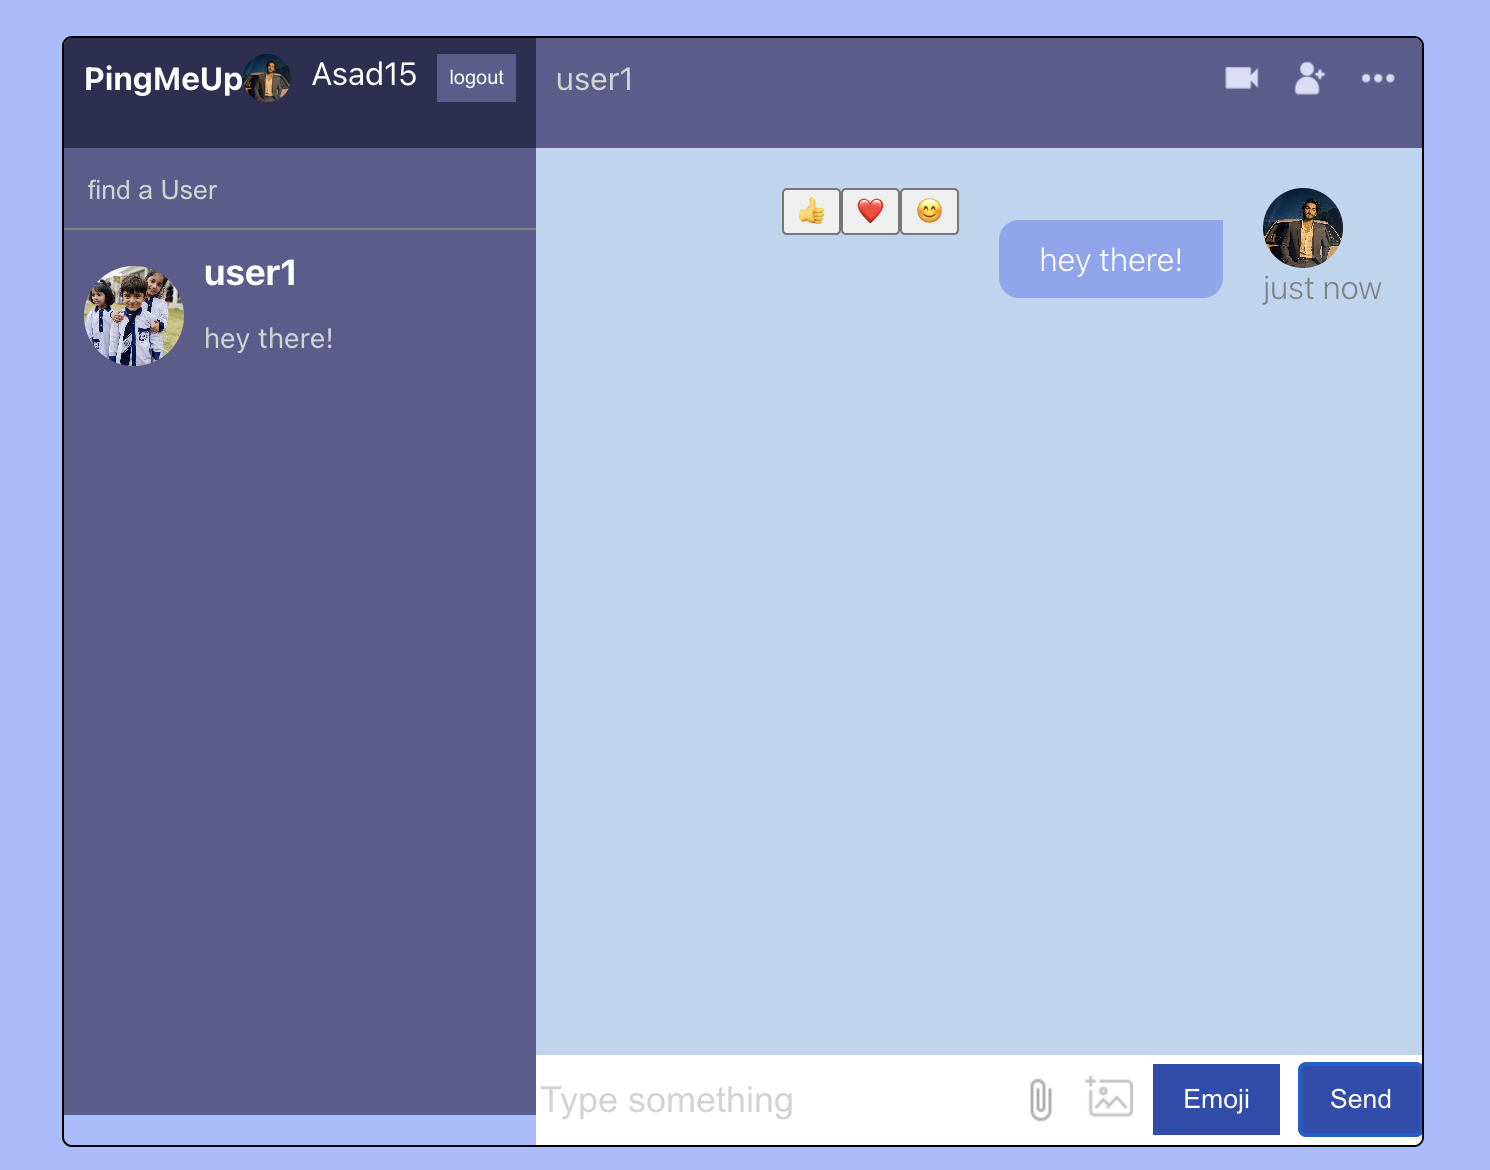 PingMeUp Asad15 logout
user1
find a User
user1
hey there!
👍 ❤️ 😊
hey there!
just now
Type something
Emoji
Send